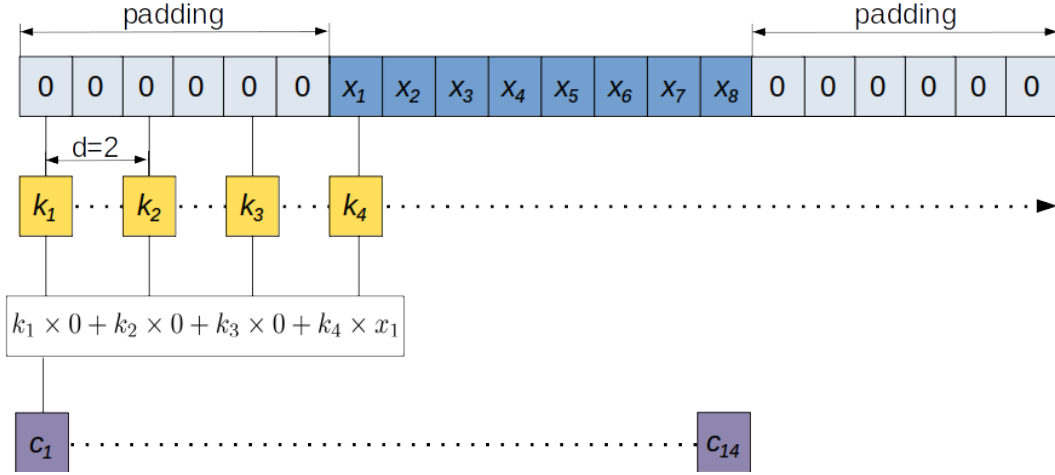 padding padding
0 0 0 0 0 0 x₁ x₂ x₃ x₄ x₅ x₆ x₇ x₈ 0 0 0 0 0 0
d=2
k₁ k₂ k₃ k₄
k₁ × 0 + k₂ × 0 + k₃ × 0 + k₄ × x₁
c₁ c₁₄